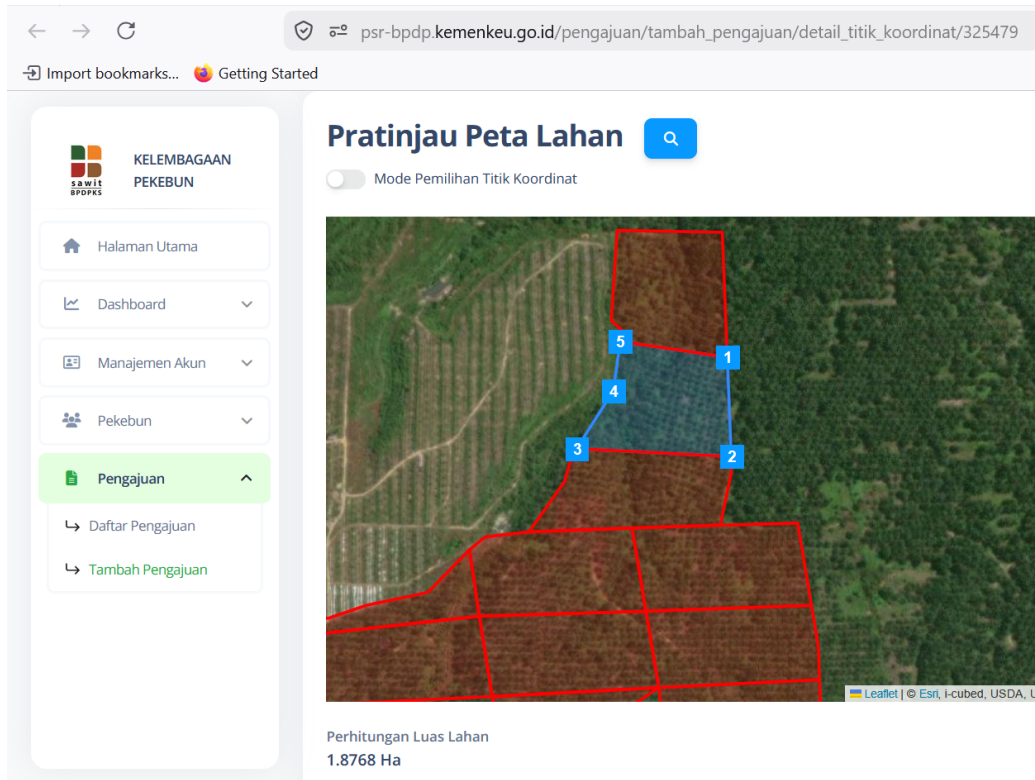 psr-bpdp.kemenkeu.go.id/pengajuan/tambah_pengajuan/detail_titik_koordinat/325479
Import bookmarks... Getting Started
sawit
BPDPKS
KELEMBAGAAN
PEKEBUN
Halaman Utama
Dashboard
Manajemen Akun
Pekebun
Pengajuan
Daftar Pengajuan
Tambah Pengajuan
Pratinjau Peta Lahan
Mode Pemilihan Titik Koordinat
5
1
4
3
2
Leaflet | © Esri, i-cubed, USDA, U
Perhitungan Luas Lahan
1.8768 Ha